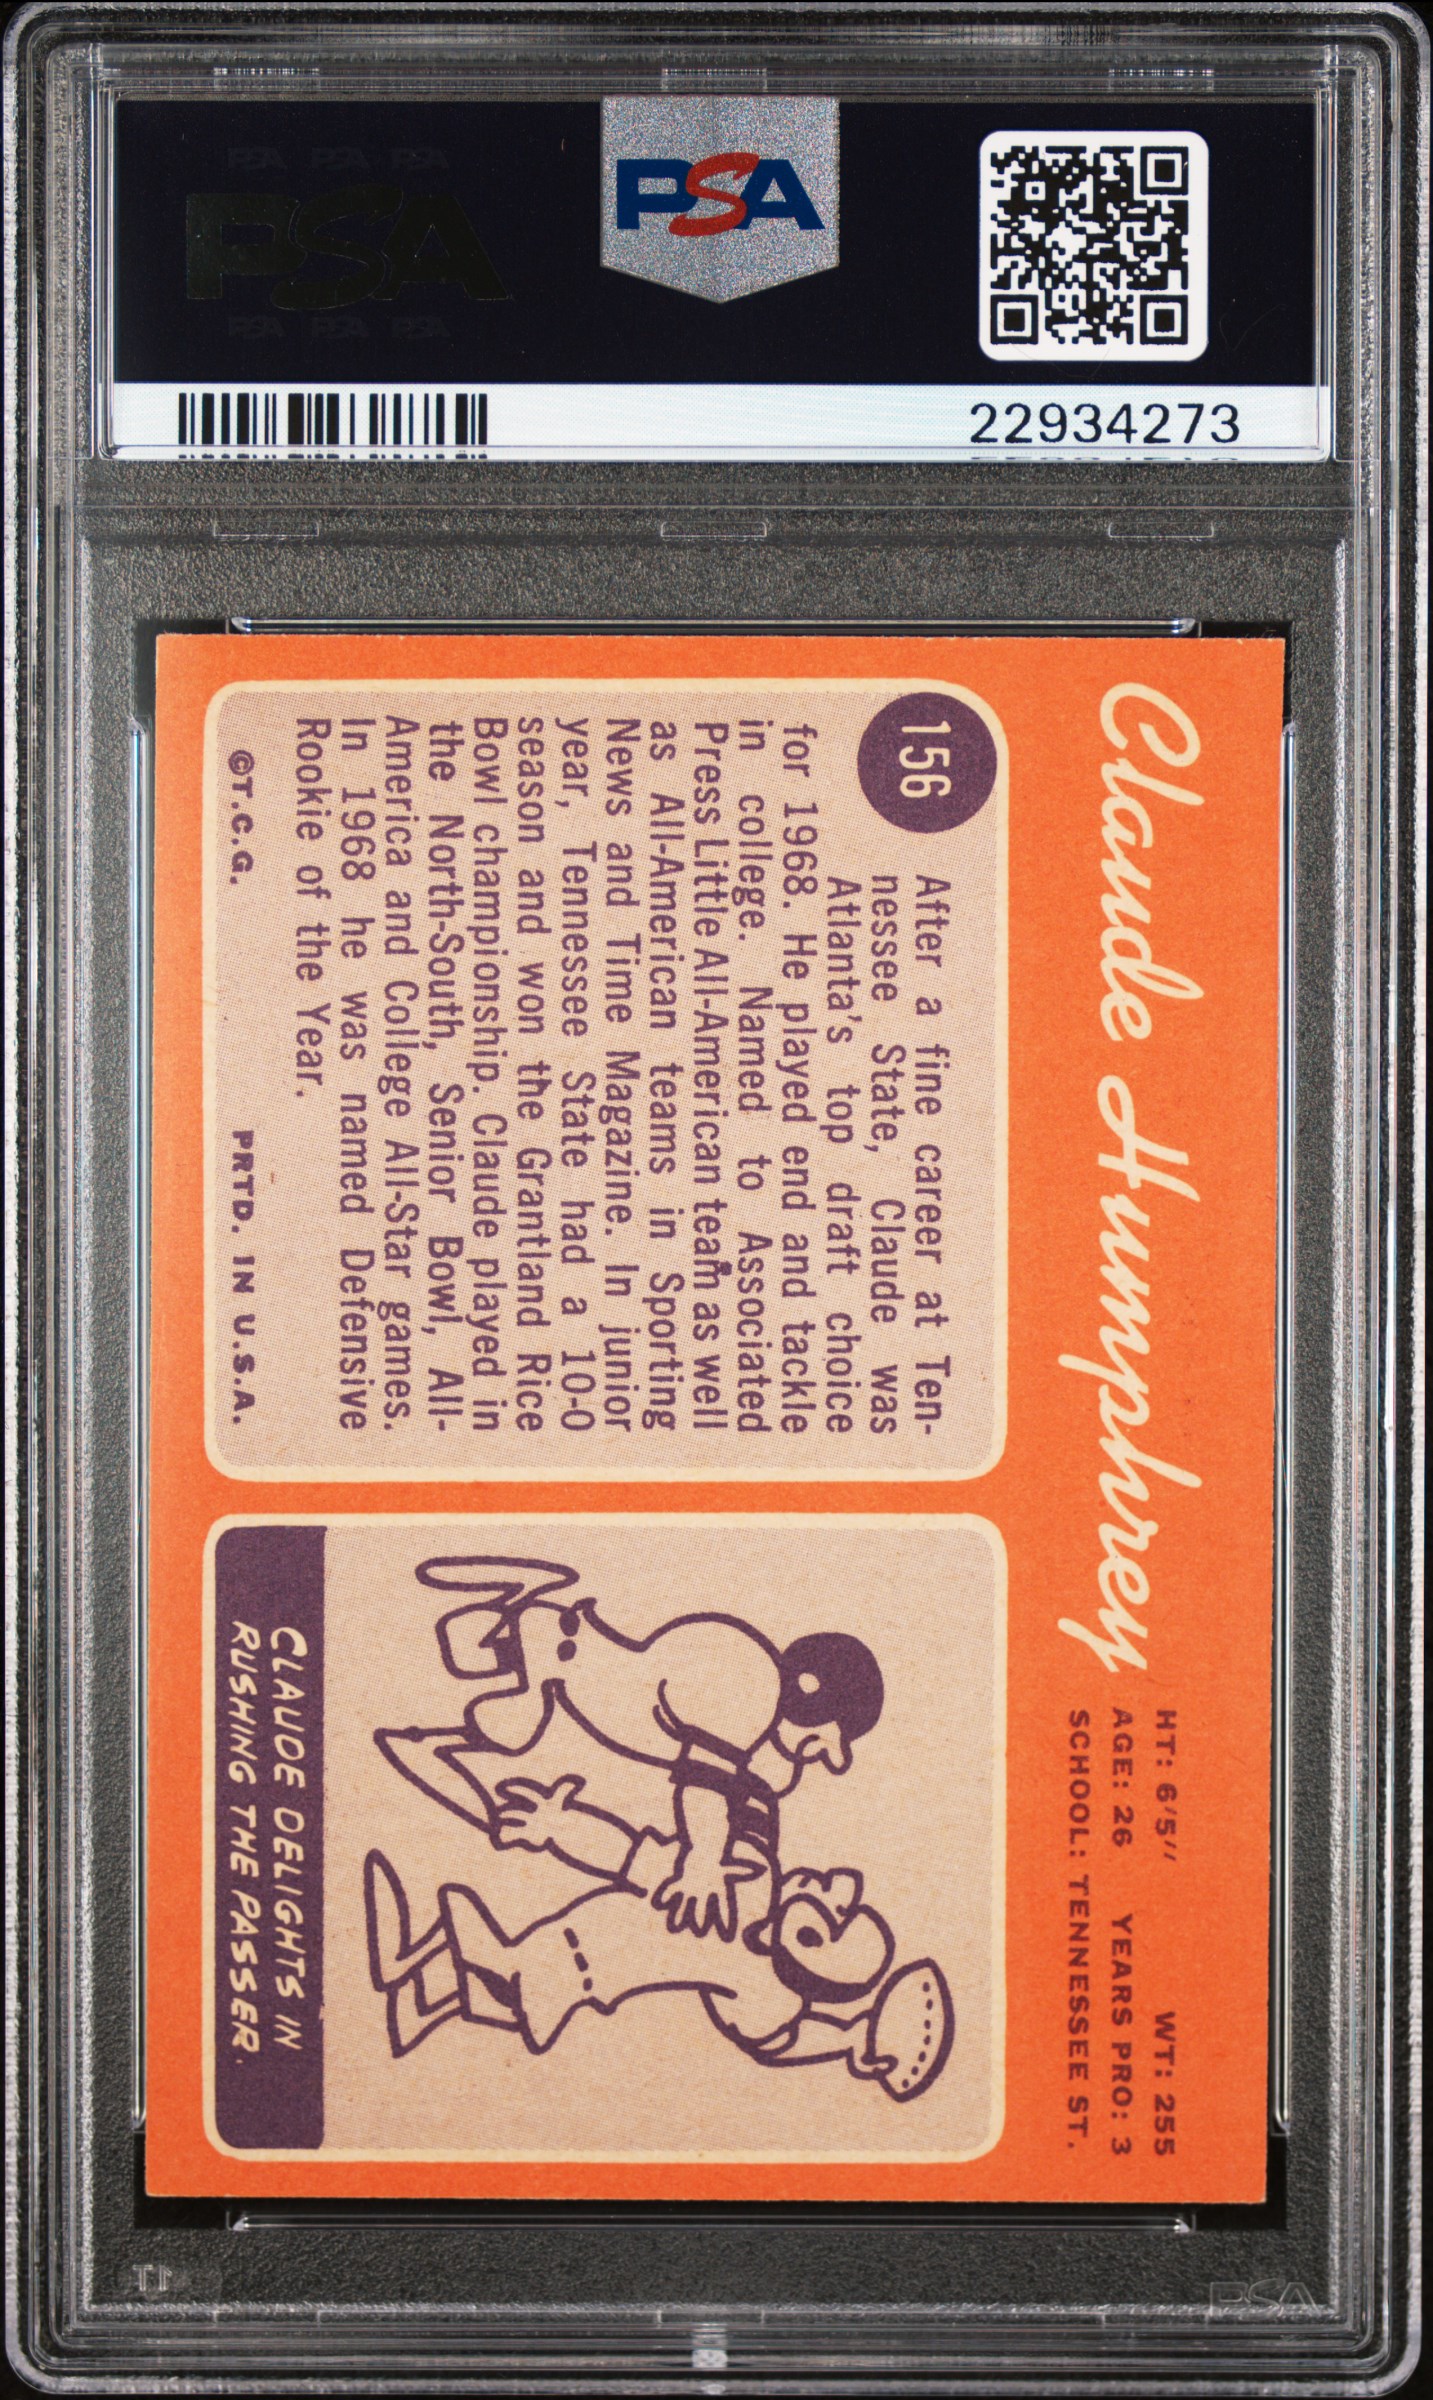 PSA
22934273
Claude Humphrey
HT: 6'5'' WT: 255
AGE: 26 YEARS PRO: 3
SCHOOL: TENNESSEE ST.
156
After a fine career at Ten-
nessee State, Claude was
Atlanta's top draft choice
for 1968. He played end and tackle
in college. Named to Associated
Press Little All-American team as well
as All-American teams in Sporting
News and Time Magazine. In junior
year, Tennessee State had a 10-0
season and won the Grantland Rice
Bowl championship. Claude played in
the North-South, Senior Bowl, All-
America and College All-Star games.
In 1968 he was named Defensive
Rookie of the Year.
©T.C.G. PRTD. IN U.S.A.
CLAUDE DELIGHTS IN
RUSHING THE PASSER.
PSA